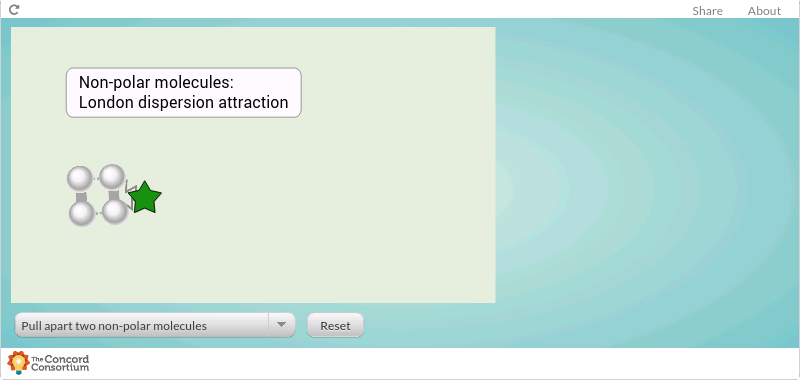 Share About
Non-polar molecules:
London dispersion attraction
Pull apart two non-polar molecules
Reset
The Concord
Consortium